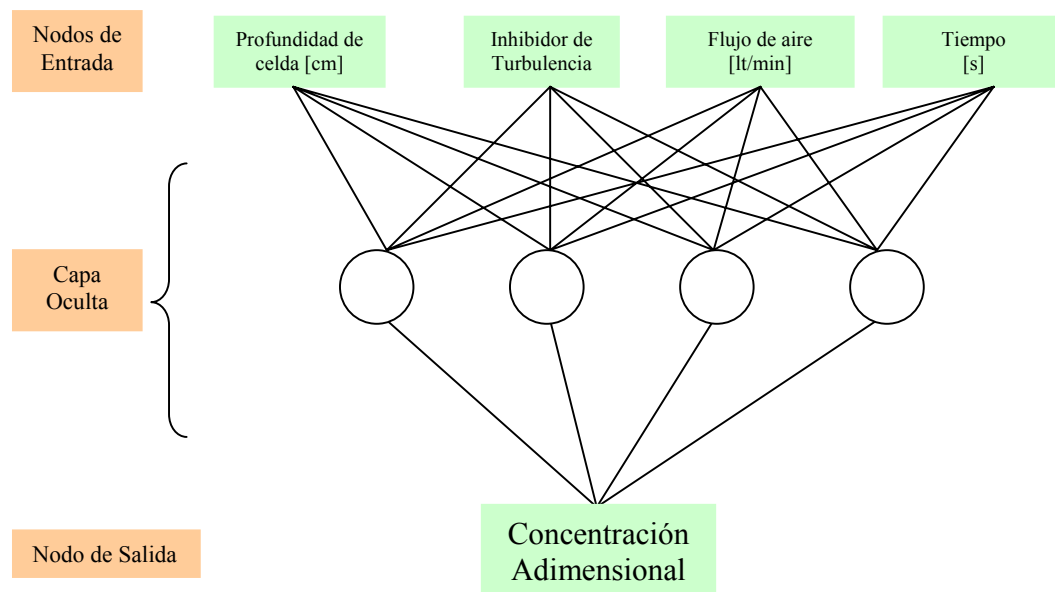 Nodos de
Entrada
Profundidad de
celda [cm]
Inhibidor de
Turbulencia
Flujo de aire
[lt/min]
Tiempo
[s]
Capa
Oculta
Nodo de Salida
Concentración
Adimensional